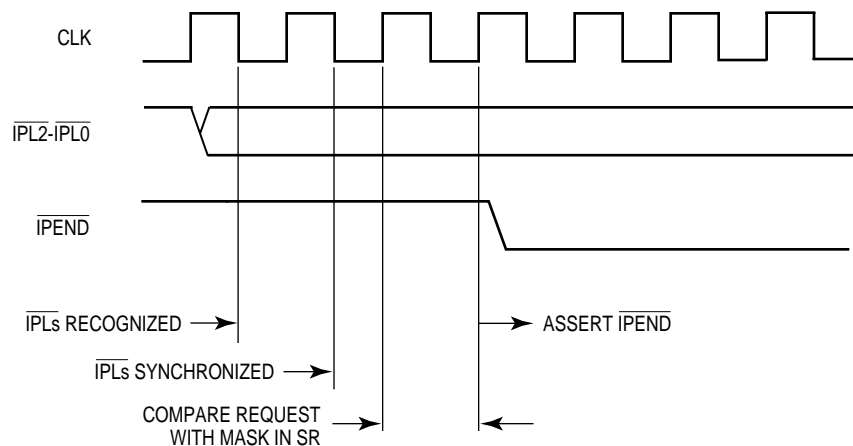 CLK
IPL2-IPL0
IPEND
IPLs RECOGNIZED
ASSERT IPEND
IPLs SYNCHRONIZED
COMPARE REQUEST
WITH MASK IN SR